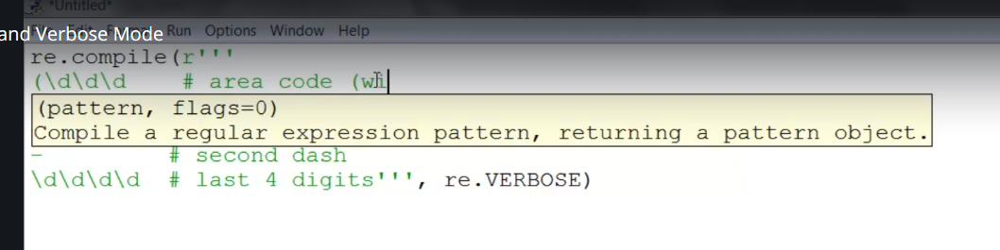 *Untitled*
and Verbose Mode
Run Options Window Help
re.compile(r'''
(\d\d\d    # area code (wi
(pattern, flags=0)
Compile a regular expression pattern, returning a pattern object.
-         # second dash
\d\d\d\d  # last 4 digits''', re.VERBOSE)